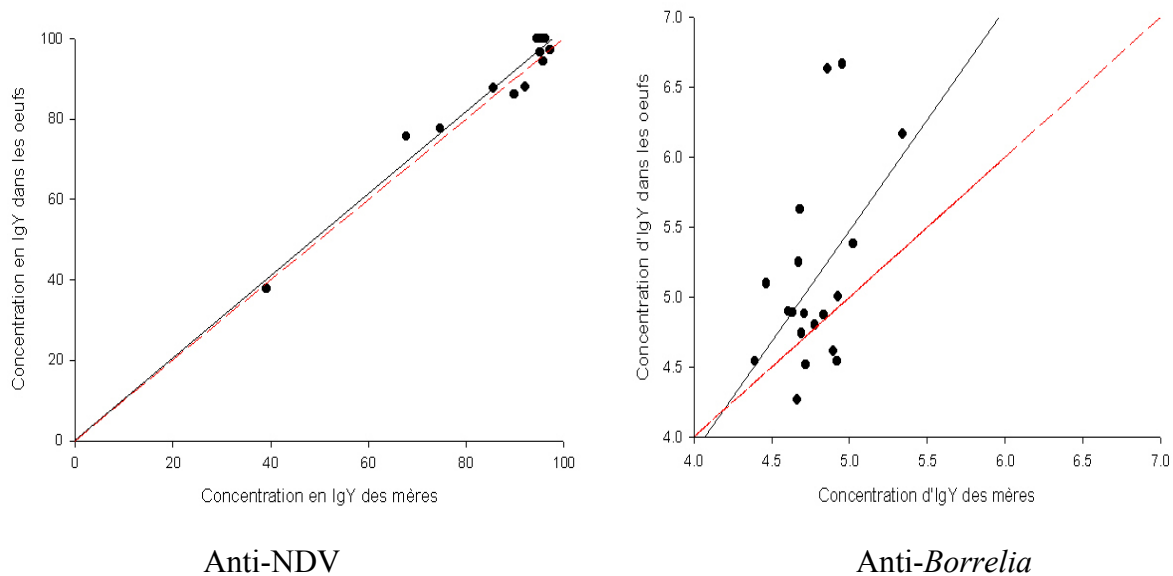 100
80
60
40
20
0
Concentration en IgY dans les oeufs
0 20 40 60 80 100
Concentration en IgY des mères
Anti-NDV
7.0
6.5
6.0
5.5
5.0
4.5
4.0
Concentration d'IgY dans les oeufs
4.0 4.5 5.0 5.5 6.0 6.5 7.0
Concentration d'IgY des mères
Anti-Borrelia